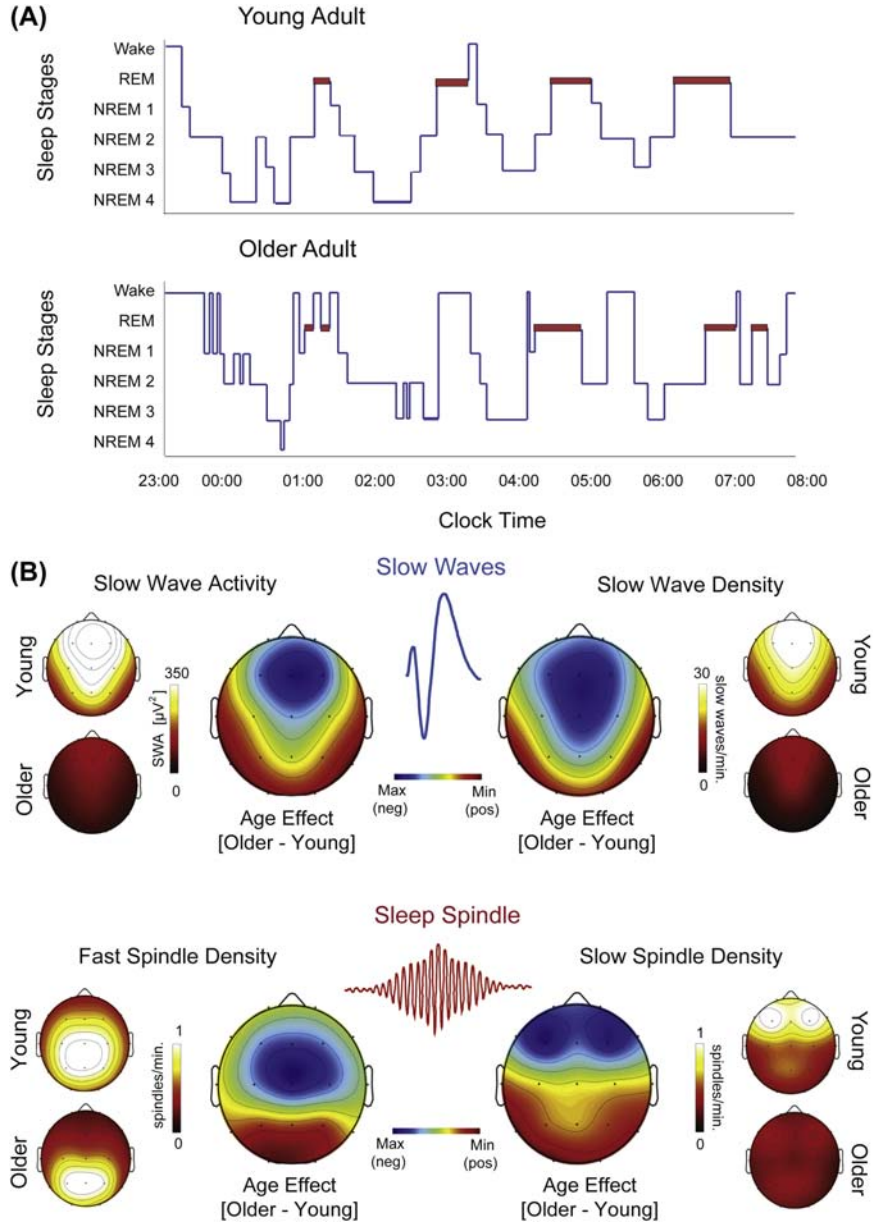 (A)
Young Adult
Sleep Stages
Wake
REM
NREM 1
NREM 2
NREM 3
NREM 4
Older Adult
Sleep Stages
Wake
REM
NREM 1
NREM 2
NREM 3
NREM 4
23:00 00:00 01:00 02:00 03:00 04:00 05:00 06:00 07:00 08:00
Clock Time
(B)
Slow Waves
Slow Wave Activity
Young
Older
350
SWA [µV²]
0
Age Effect
[Older - Young]
Max
(neg)
Min
(pos)
Slow Wave Density
Age Effect
[Older - Young]
30
slow waves/min.
0
Young
Older
Sleep Spindle
Fast Spindle Density
Young
Older
1
spindles/min.
0
Age Effect
[Older - Young]
Max
(neg)
Min
(pos)
Slow Spindle Density
Age Effect
[Older - Young]
1
spindles/min.
0
Young
Older